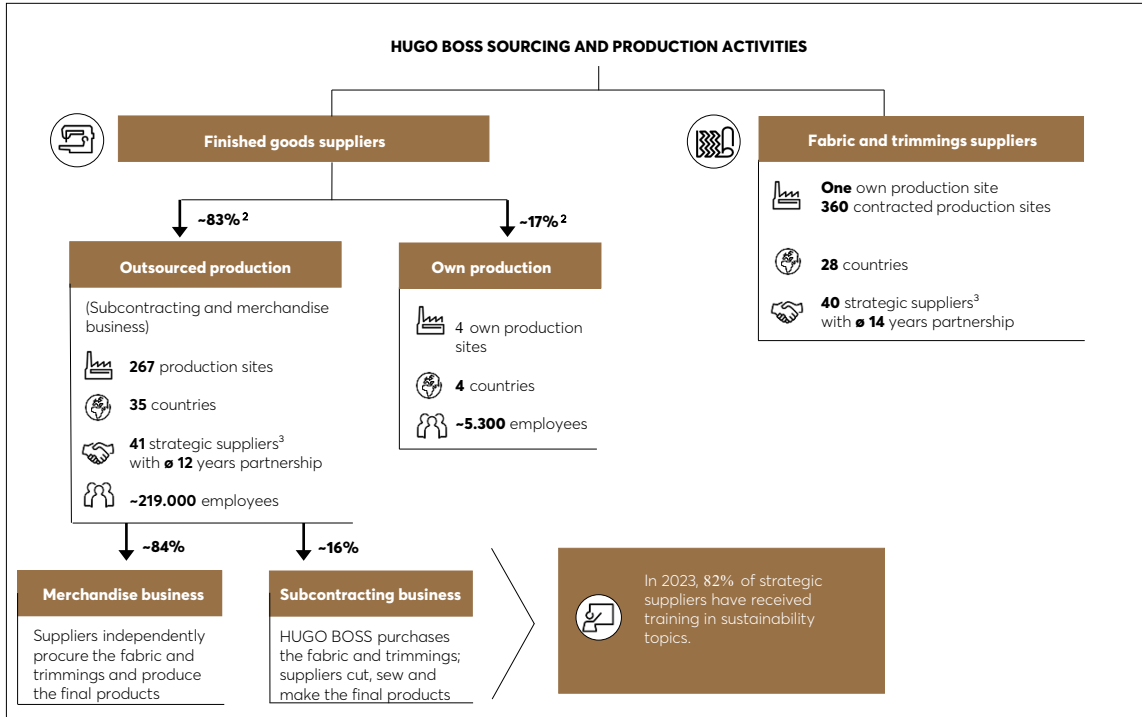 HUGO BOSS SOURCING AND PRODUCTION ACTIVITIES
Finished goods suppliers
~83% ²
~17% ²
Outsourced production
(Subcontracting and merchandise
business)
267 production sites
35 countries
41 strategic suppliers³
with ø 12 years partnership
~219.000 employees
Own production
4 own production
sites
4 countries
~5.300 employees
Fabric and trimmings suppliers
One own production site
360 contracted production sites
28 countries
40 strategic suppliers³
with ø 14 years partnership
~84%
~16%
Merchandise business
Suppliers independently
procure the fabric and
trimmings and produce
the final products
Subcontracting business
HUGO BOSS purchases
the fabric and trimmings;
suppliers cut, sew and
make the final products
In 2023, 82% of strategic
suppliers have received
training in sustainability
topics.